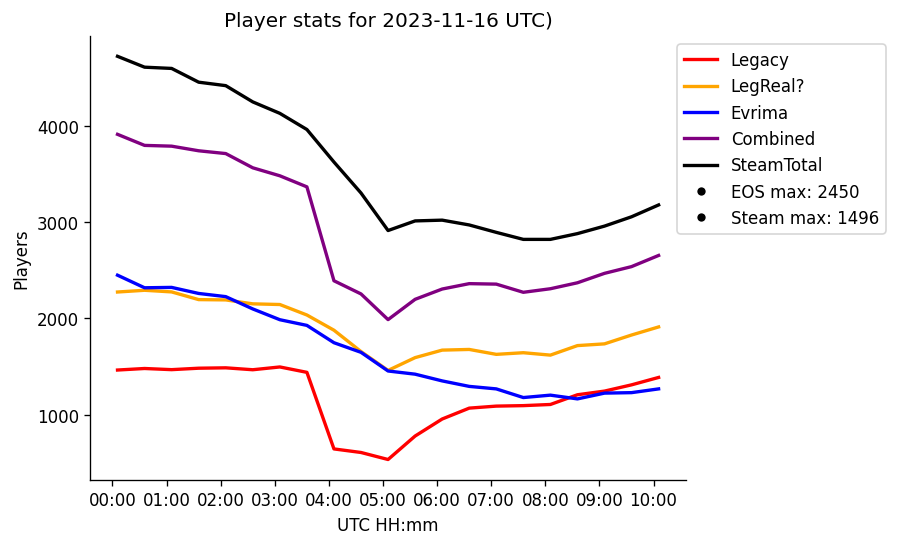 Player stats for 2023-11-16 UTC)
Legacy
LegReal?
Evrima
Combined
SteamTotal
EOS max: 2450
Steam max: 1496
4000
3000
2000
1000
Players
00:00 01:00 02:00 03:00 04:00 05:00 06:00 07:00 08:00 09:00 10:00
UTC HH:mm